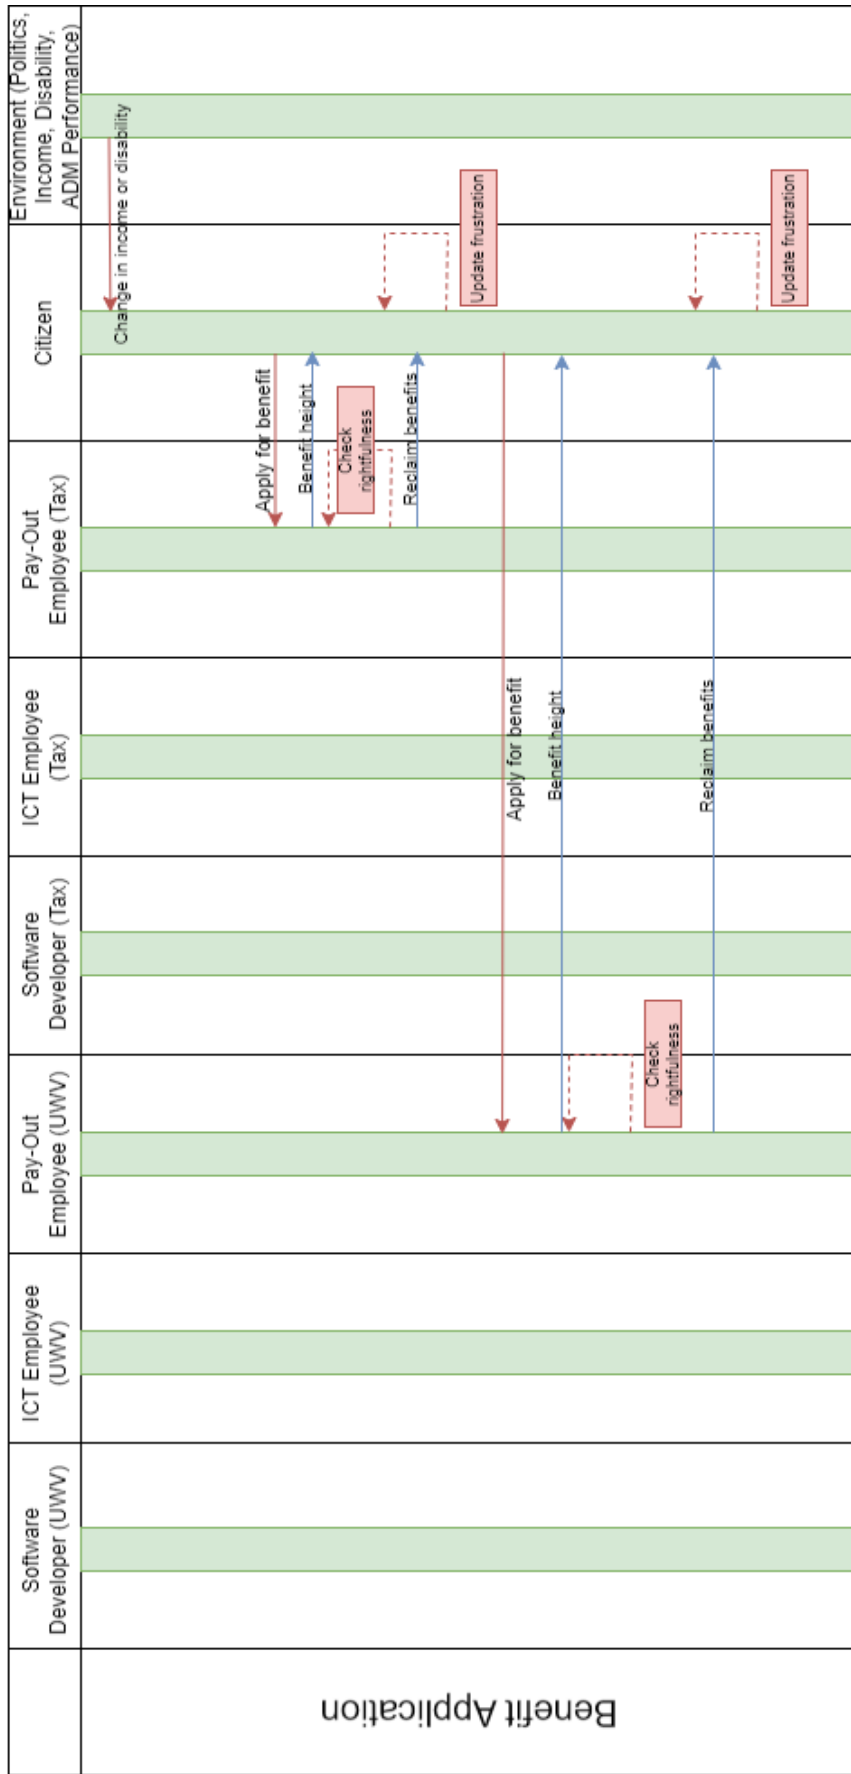 Environment (Politics,
Income, Disability,
ADM Performance)
Citizen
Pay-Out
Employee (Tax)
ICT Employee
(Tax)
Software
Developer (Tax)
Pay-Out
Employee (UWV)
ICT Employee
(UWV)
Software
Developer (UWV)
Benefit Application
Change in income or disability
Apply for benefit
Benefit height
Check
rightfulness
Reclaim benefits
Update frustration
Apply for benefit
Benefit height
Check
rightfulness
Reclaim benefits
Update frustration